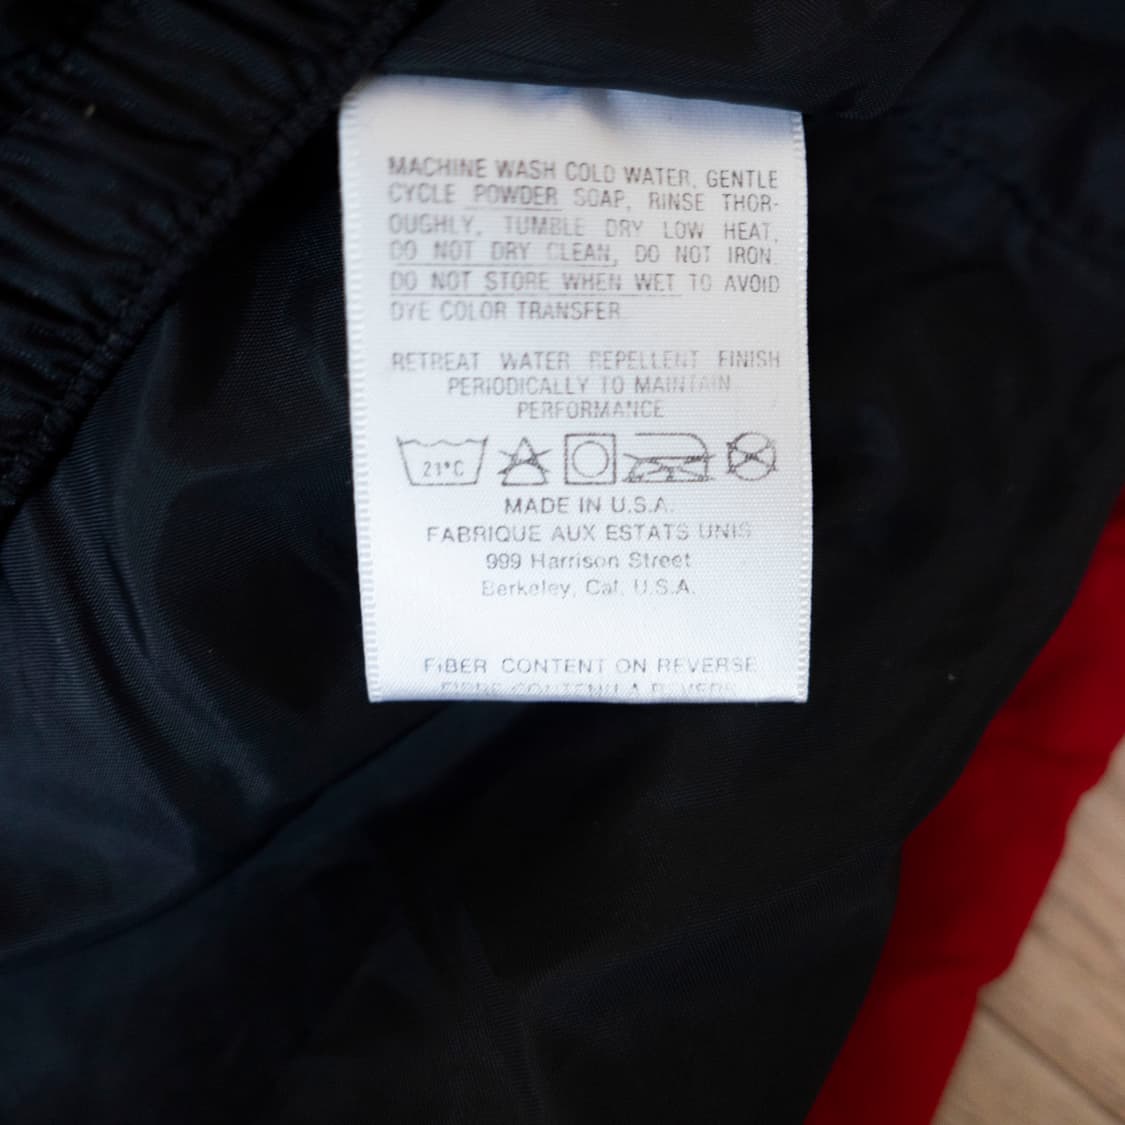 MACHINE WASH COLD WATER, GENTLE
CYCLE POWDER SOAP, RINSE THOR-
OUGHLY, TUMBLE DRY LOW HEAT,
DO NOT DRY CLEAN, DO NOT IRON.
DO NOT STORE WHEN WET TO AVOID
DYE COLOR TRANSFER
RETREAT WATER REPELLENT FINISH
PERIODICALLY TO MAINTAIN
PERFORMANCE
21°C
MADE IN U.S.A.
FABRIQUE AUX ESTATS UNIS
999 Harrison Street
Berkeley, Cal. U.S.A.
FIBER CONTENT ON REVERSE
FIBRE CONTENU